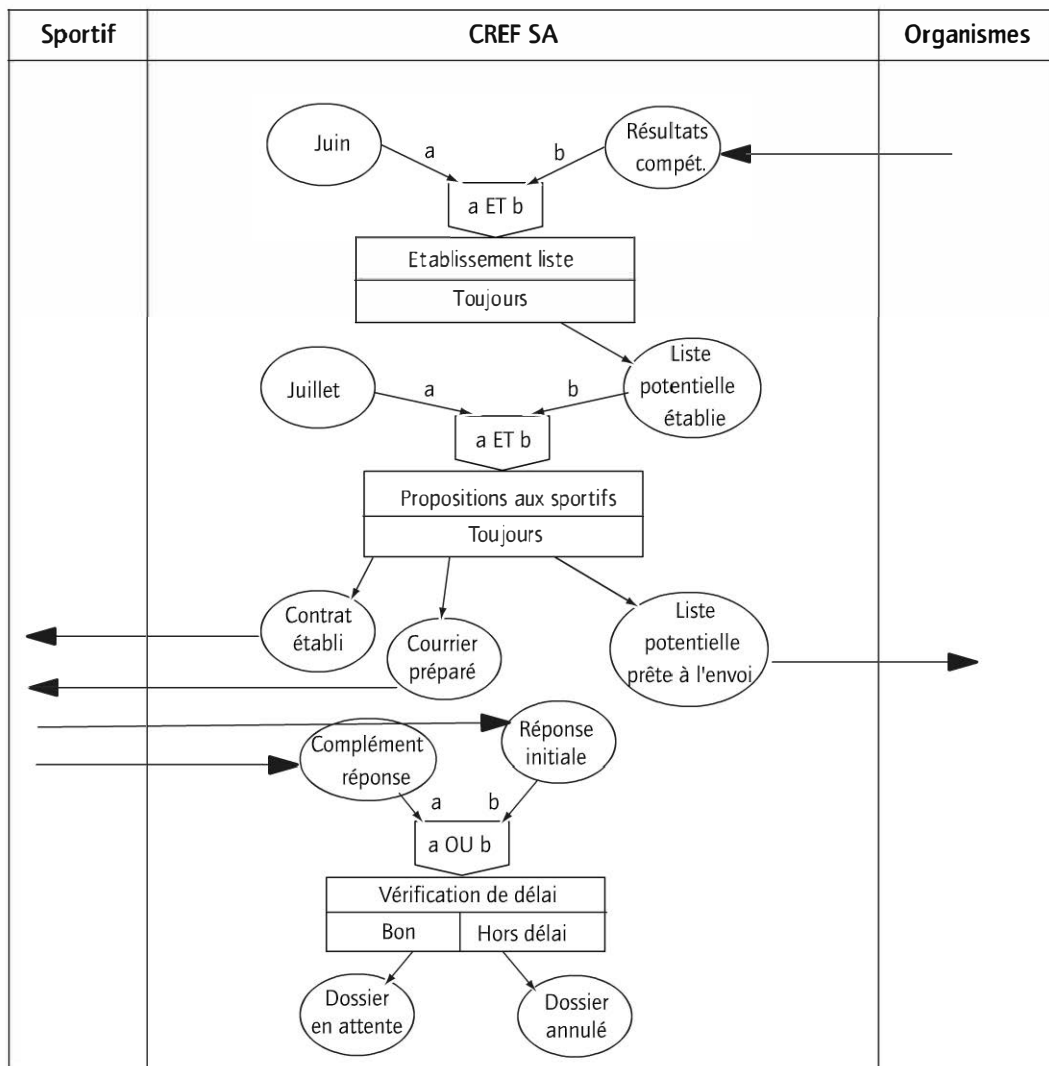 Sportif CREF SA Organismes
Juin
Résultats
compét.
a b
a ET b
Etablissement liste
Toujours
Juillet
a b
Liste
potentielle
établie
a ET b
Propositions aux sportifs
Toujours
Contrat
établi
Courrier
préparé
Liste
potentielle
prête à l'envoi
Complément
réponse
Réponse
initiale
a b
a OU b
Vérification de délai
Bon Hors délai
Dossier
en attente
Dossier
annulé